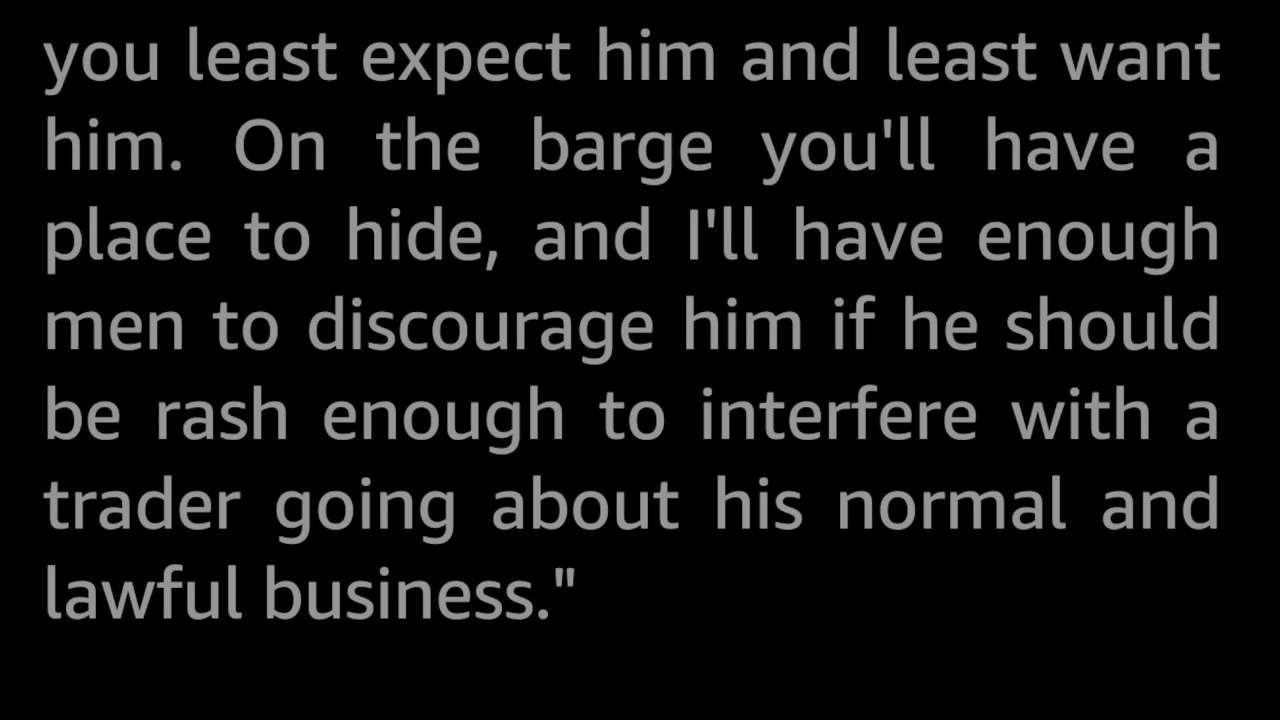 you least expect him and least want
him. On the barge you'll have a
place to hide, and I'll have enough
men to discourage him if he should
be rash enough to interfere with a
trader going about his normal and
lawful business."